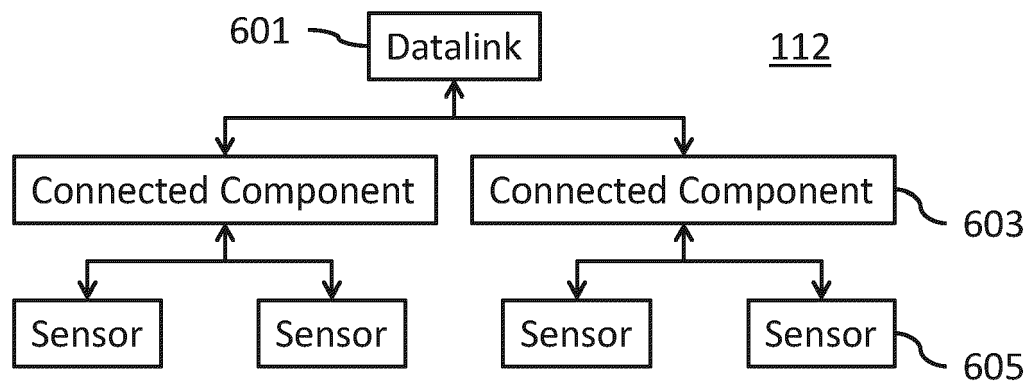 601
Datalink
112
Connected Component
Connected Component
603
Sensor
Sensor
Sensor
Sensor
605